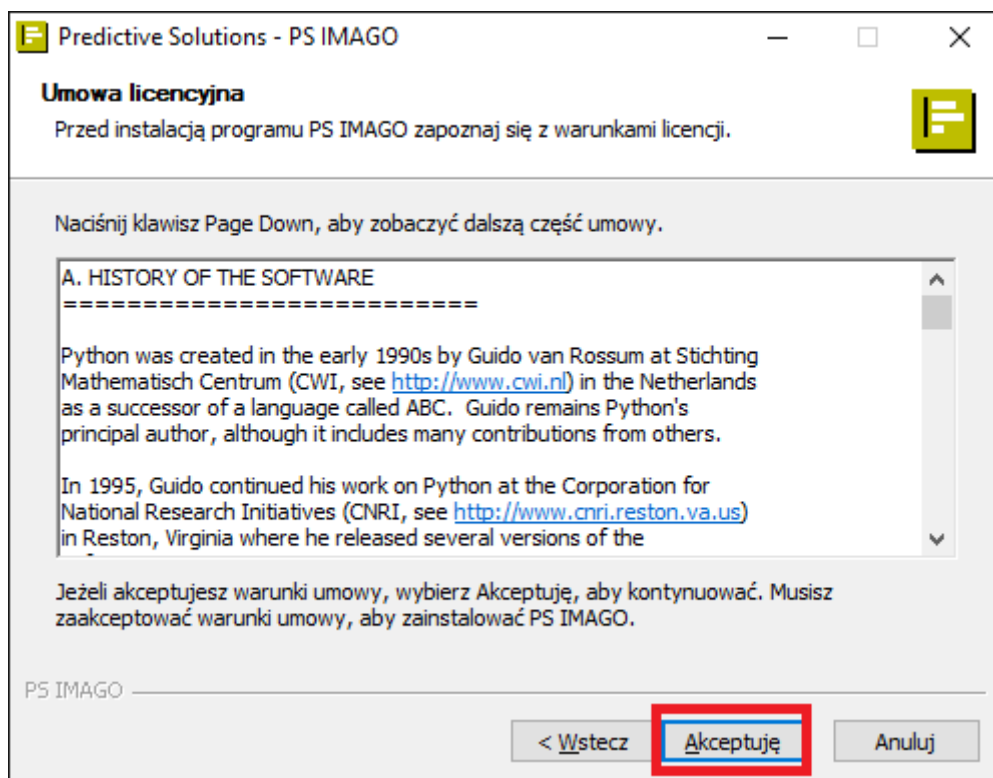 Predictive Solutions - PS IMAGO
Umowa licencyjna
Przed instalacją programu PS IMAGO zapoznaj się z warunkami licencji.
Naciśnij klawisz Page Down, aby zobaczyć dalszą część umowy.
A. HISTORY OF THE SOFTWARE
==========================
Python was created in the early 1990s by Guido van Rossum at Stichting
Mathematisch Centrum (CWI, see http://www.cwi.nl) in the Netherlands
as a successor of a language called ABC.  Guido remains Python's
principal author, although it includes many contributions from others.
In 1995, Guido continued his work on Python at the Corporation for
National Research Initiatives (CNRI, see http://www.cnri.reston.va.us)
in Reston, Virginia where he released several versions of the
Jeżeli akceptujesz warunki umowy, wybierz Akceptuję, aby kontynuować. Musisz
zaakceptować warunki umowy, aby zainstalować PS IMAGO.
PS IMAGO
< Wstecz Akceptuję Anuluj